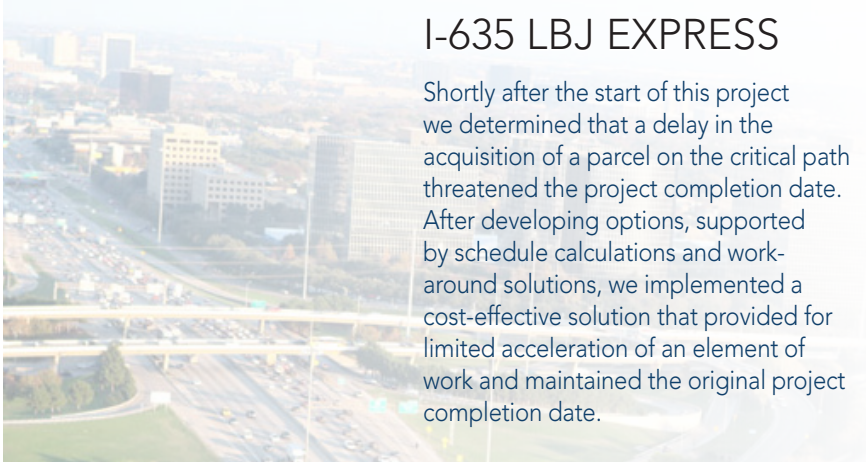 I-635 LBJ EXPRESS
Shortly after the start of this project
we determined that a delay in the
acquisition of a parcel on the critical path
threatened the project completion date.
After developing options, supported
by schedule calculations and work-
around solutions, we implemented a
cost-effective solution that provided for
limited acceleration of an element of
work and maintained the original project
completion date.